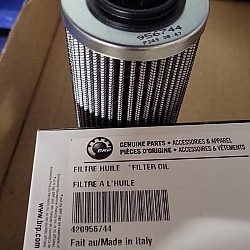 956744
BRP
GENUINE PARTS • ACCESSORIES & APPAREL
PIÈCES D'ORIGINE • ACCESSOIRES & VÊTEMENTS
FILTRE HUILE *FILTER OIL
FILTRE A L'HUILE
420956744
Fait au/Made in Italy
www.brp.com